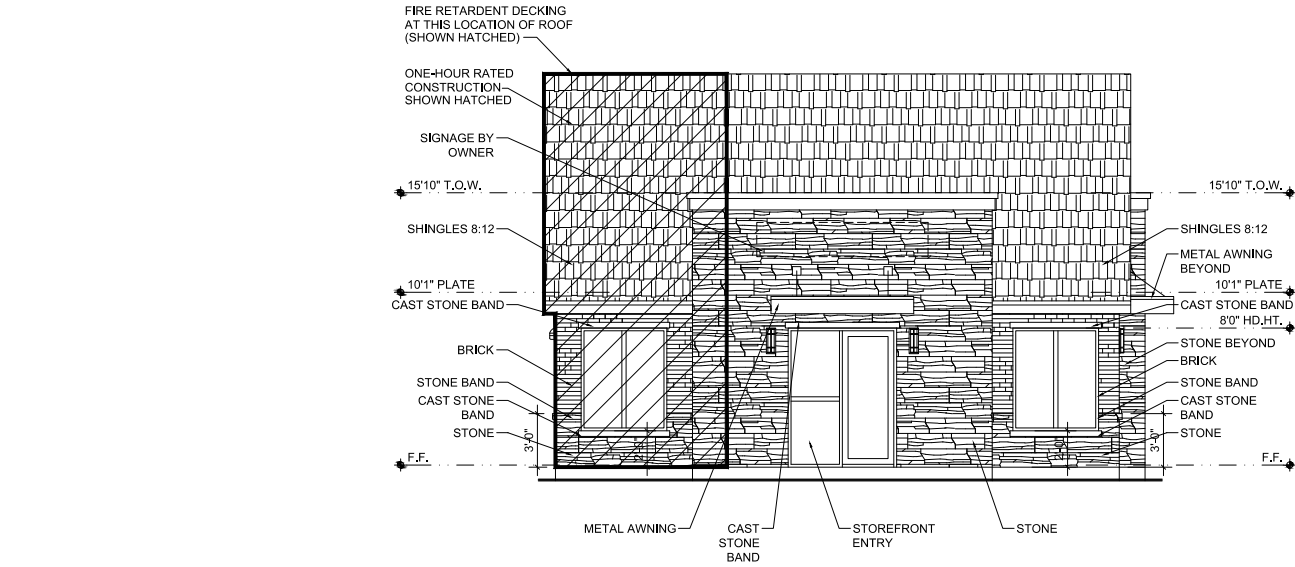 FIRE RETARDENT DECKING
AT THIS LOCATION OF ROOF
(SHOWN HATCHED)
ONE-HOUR RATED
CONSTRUCTION
SHOWN HATCHED
SIGNAGE BY
OWNER
15'10" T.O.W.
15'10" T.O.W.
SHINGLES 8:12
SHINGLES 8:12
METAL AWNING
BEYOND
10'1" PLATE
10'1" PLATE
CAST STONE BAND
CAST STONE BAND
8'0" HD.HT.
STONE BEYOND
BRICK
BRICK
STONE BAND
STONE BAND
CAST STONE
BAND
CAST STONE
BAND
STONE
STONE
3'-0"
3'-0"
F.F.
F.F.
METAL AWNING
CAST
STONE
BAND
STOREFRONT
ENTRY
STONE